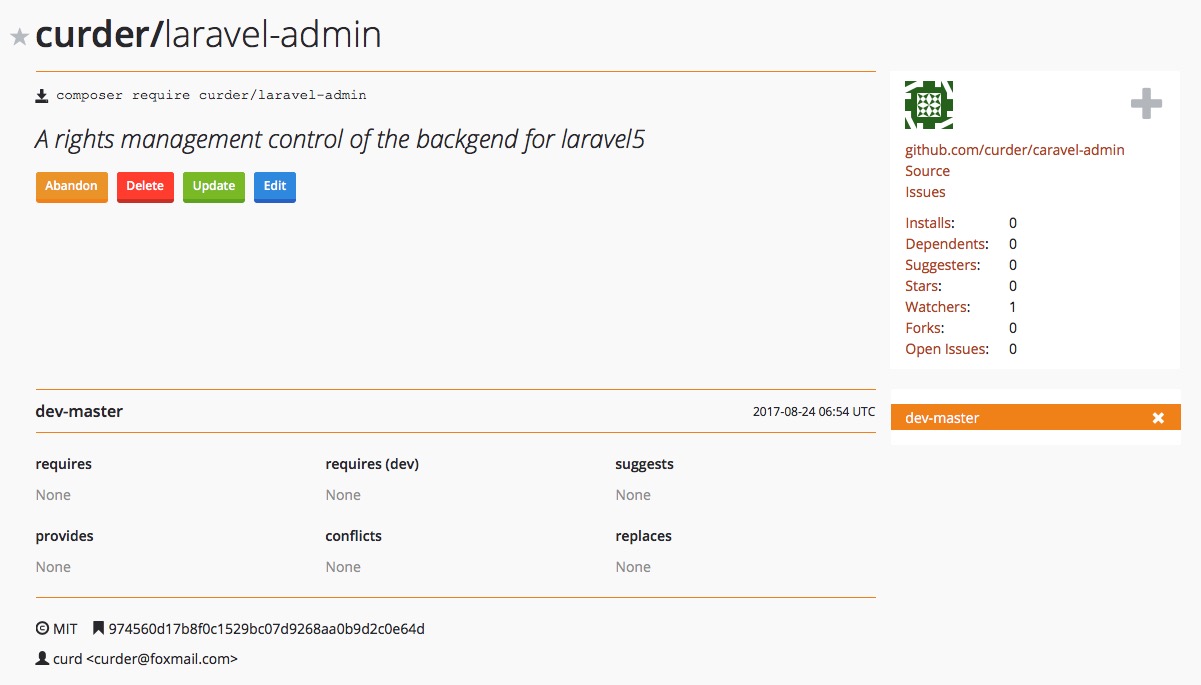 curder/laravel-admin
composer require curder/laravel-admin
A rights management control of the backgend for laravel5
Abandon Delete Update Edit
github.com/curder/caravel-admin
Source
Issues
Installs: 0
Dependents: 0
Suggesters: 0
Stars: 0
Watchers: 1
Forks: 0
Open Issues: 0
dev-master 2017-08-24 06:54 UTC
dev-master
requires requires (dev) suggests
None None None
provides conflicts replaces
None None None
MIT 974560d17b8f0c1529bc07d9268aa0b9d2c0e64d
curd <curder@foxmail.com>